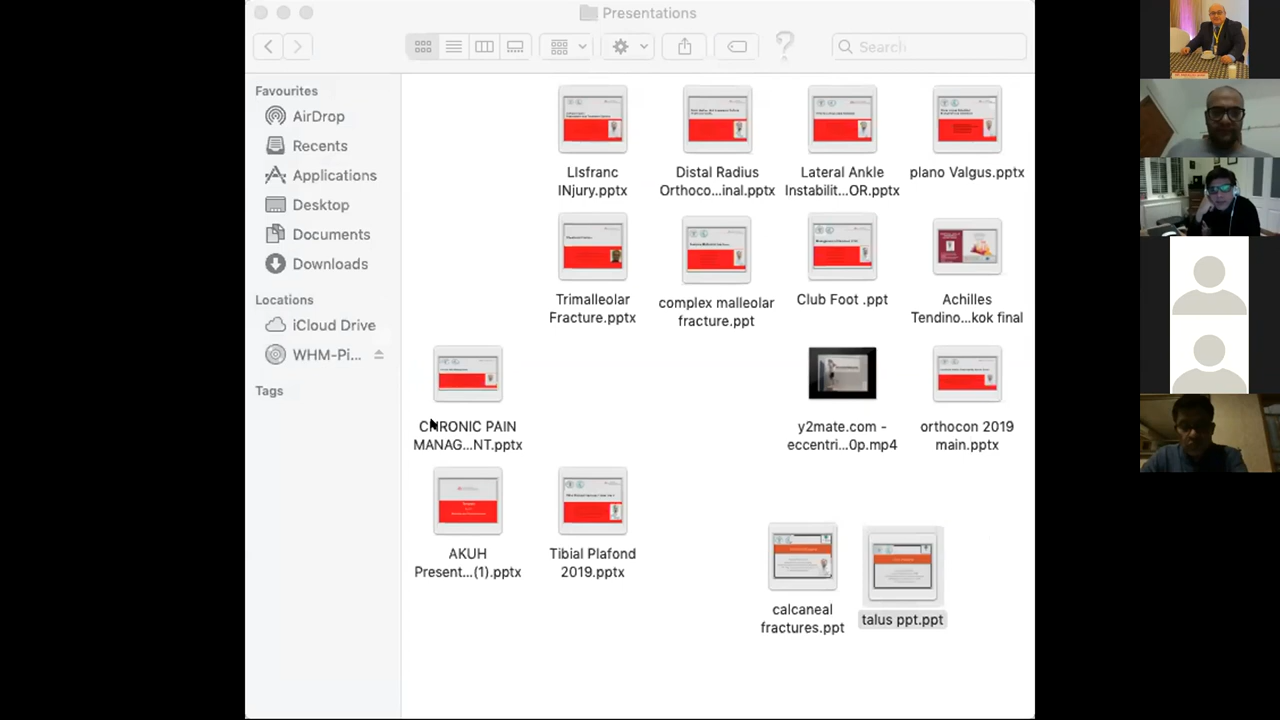 Presentations
Search
Favourites
AirDrop
Recents
Applications
Desktop
Documents
Downloads
Locations
iCloud Drive
WHM-Pi...
Tags
LIsfranc
INjury.pptx
Distal Radius
Orthoco...inal.pptx
Lateral Ankle
Instabilit...OR.pptx
plano Valgus.pptx
Trimalleolar
Fracture.pptx
complex malleolar
fracture.ppt
Club Foot .ppt
Achilles
Tendino...kok final
CHRONIC PAIN
MANAG...NT.pptx
y2mate.com -
eccentri...0p.mp4
orthocon 2019
main.pptx
AKUH
Present...(1).pptx
Tibial Plafond
2019.pptx
calcaneal
fractures.ppt
talus ppt.ppt